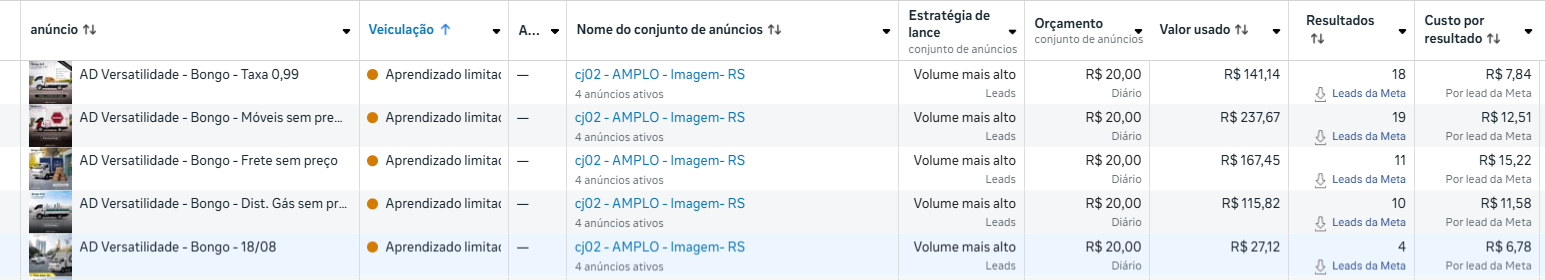 anúncio Veiculação A... Nome do conjunto de anúncios Estratégia de lance Orçamento Valor usado Resultados Custo por resultado
conjunto de anúncios conjunto de anúncios
AD Versatilidade - Bongo - Taxa 0,99 Aprendizado limitad — cj02 - AMPLO - Imagem- RS Volume mais alto R$ 20,00 R$ 141,14 18 R$ 7,84
4 anúncios ativos Leads Diário Leads da Meta Por lead da Meta
AD Versatilidade - Bongo - Móveis sem pre... Aprendizado limitad — cj02 - AMPLO - Imagem- RS Volume mais alto R$ 20,00 R$ 237,67 19 R$ 12,51
4 anúncios ativos Leads Diário Leads da Meta Por lead da Meta
AD Versatilidade - Bongo - Frete sem preço Aprendizado limitad — cj02 - AMPLO - Imagem- RS Volume mais alto R$ 20,00 R$ 167,45 11 R$ 15,22
4 anúncios ativos Leads Diário Leads da Meta Por lead da Meta
AD Versatilidade - Bongo - Dist. Gás sem pr... Aprendizado limitad — cj02 - AMPLO - Imagem- RS Volume mais alto R$ 20,00 R$ 115,82 10 R$ 11,58
4 anúncios ativos Leads Diário Leads da Meta Por lead da Meta
AD Versatilidade - Bongo - 18/08 Aprendizado limitad — cj02 - AMPLO - Imagem- RS Volume mais alto R$ 20,00 R$ 27,12 4 R$ 6,78
4 anúncios ativos Leads Diário Leads da Meta Por lead da Meta